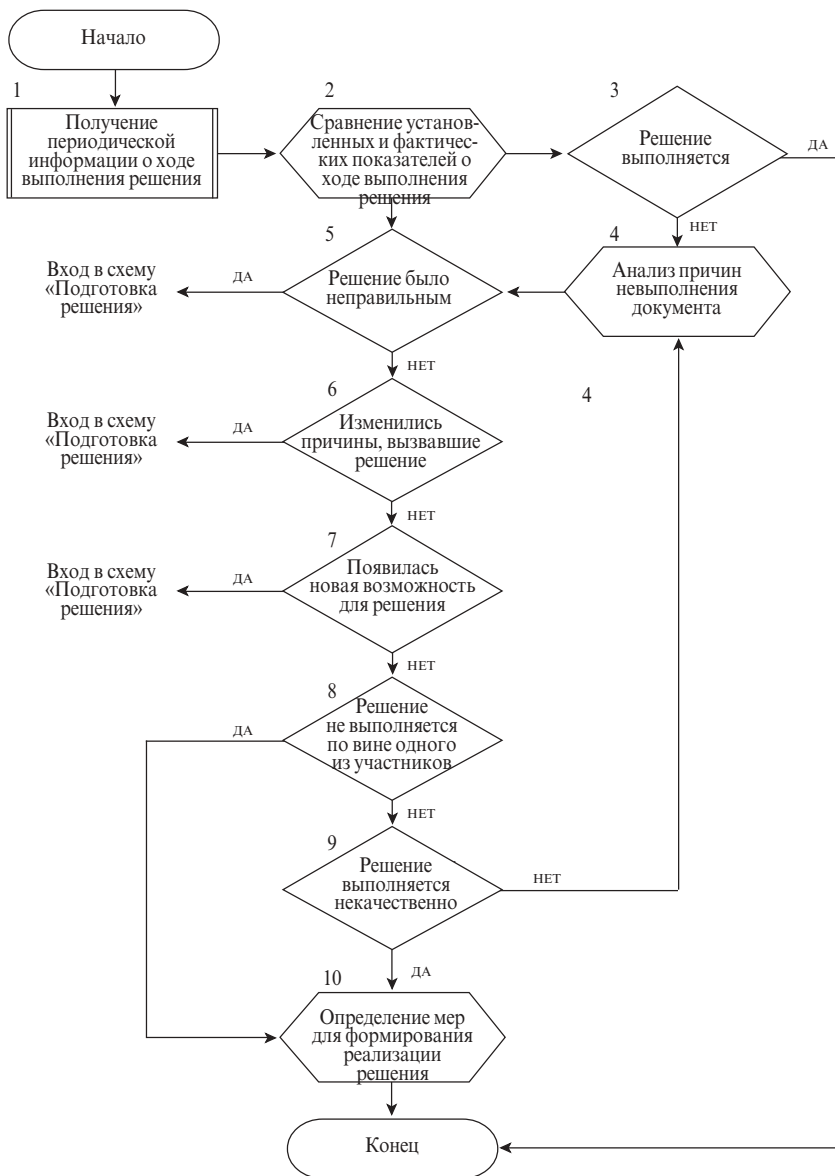 Начало
1
Получение
периодической
информации о ходе
выполнения решения
2
Сравнение установ-
ленных и фактичес-
ких показателей о
ходе выполнения
решения
3
Решение
выполняется
ДА
НЕТ
4
Анализ причин
невыполнения
документа
5
Решение было
неправильным
ДА
Вход в схему
«Подготовка
решения»
НЕТ
4
6
Изменились
причины, вызвавшие
решение
ДА
Вход в схему
«Подготовка
решения»
НЕТ
7
Появилась
новая возможность
для решения
ДА
Вход в схему
«Подготовка
решения»
НЕТ
8
Решение
не выполняется
по вине одного
из участников
ДА
НЕТ
9
Решение
выполняется
некачественно
НЕТ
ДА
10
Определение мер
для формирования
реализации
решения
Конец